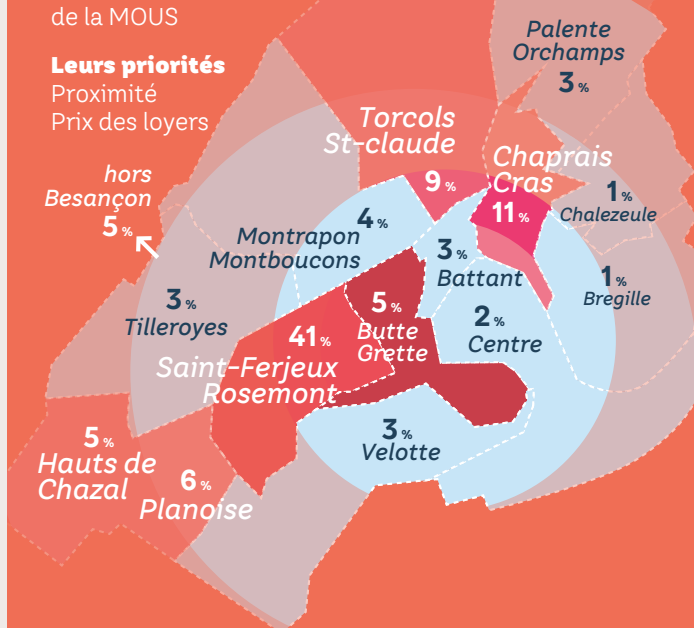 de la MOUS
Leurs priorités
Proximité
Prix des loyers
Palente
Orchamps
3 %
Torcols
St-claude
9 %
Chaprais
Cras
11 %
hors
Besançon
5 %
1 %
Chalezeule
4 %
Montrapon
Montboucons
3 %
Battant
1 %
Bregille
3 %
Tilleroyes
5 %
Butte
Grette
2 %
Centre
41 %
Saint-Ferjeux
Rosemont
3 %
Velotte
5 %
Hauts de
Chazal
6 %
Planoise